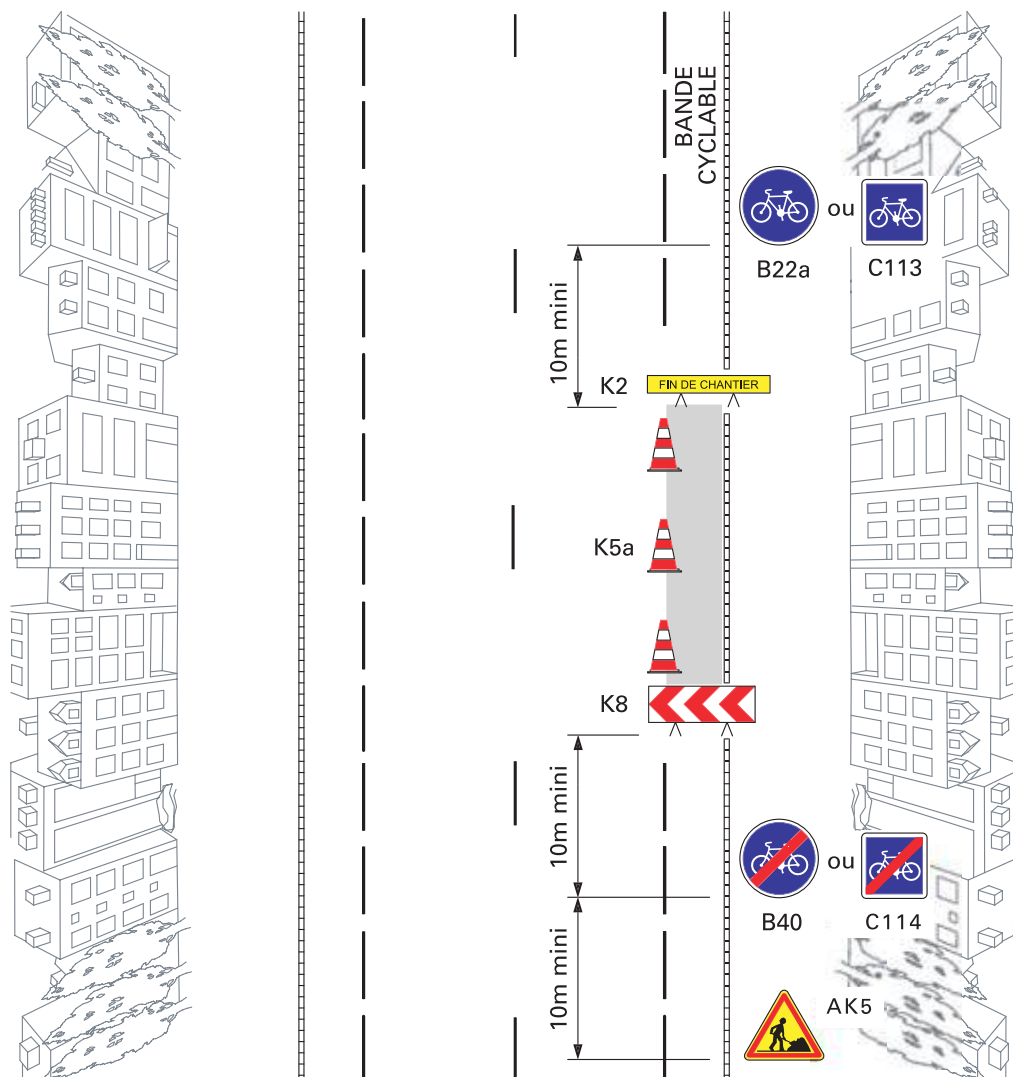 BANDE
CYCLABLE
ou
B22a
C113
10m mini
K2
FIN DE CHANTIER
K5a
K8
10m mini
ou
B40
C114
10m mini
AK5